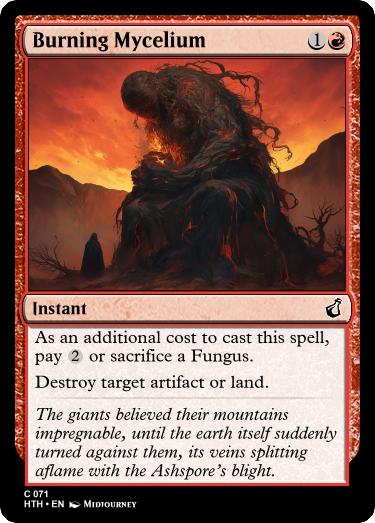 Burning Mycelium 1
Instant
As an additional cost to cast this spell,
pay 2 or sacrifice a Fungus.
Destroy target artifact or land.
The giants believed their mountains
impregnable, until the earth itself suddenly
turned against them, its veins splitting
aflame with the Ashspore's blight.
C 071
HTH • EN Midjourney